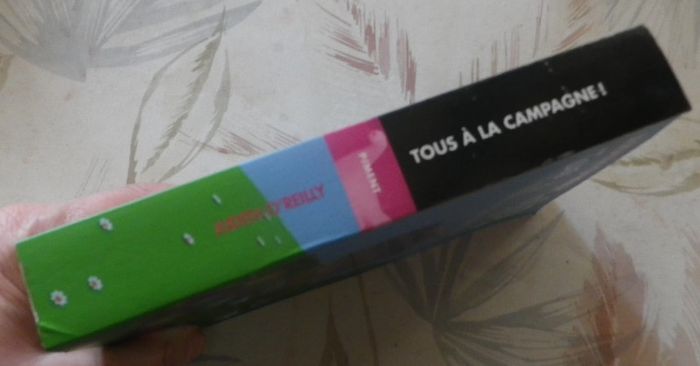 O'REILLY
PIMENT
TOUS À LA CAMPAGNE !